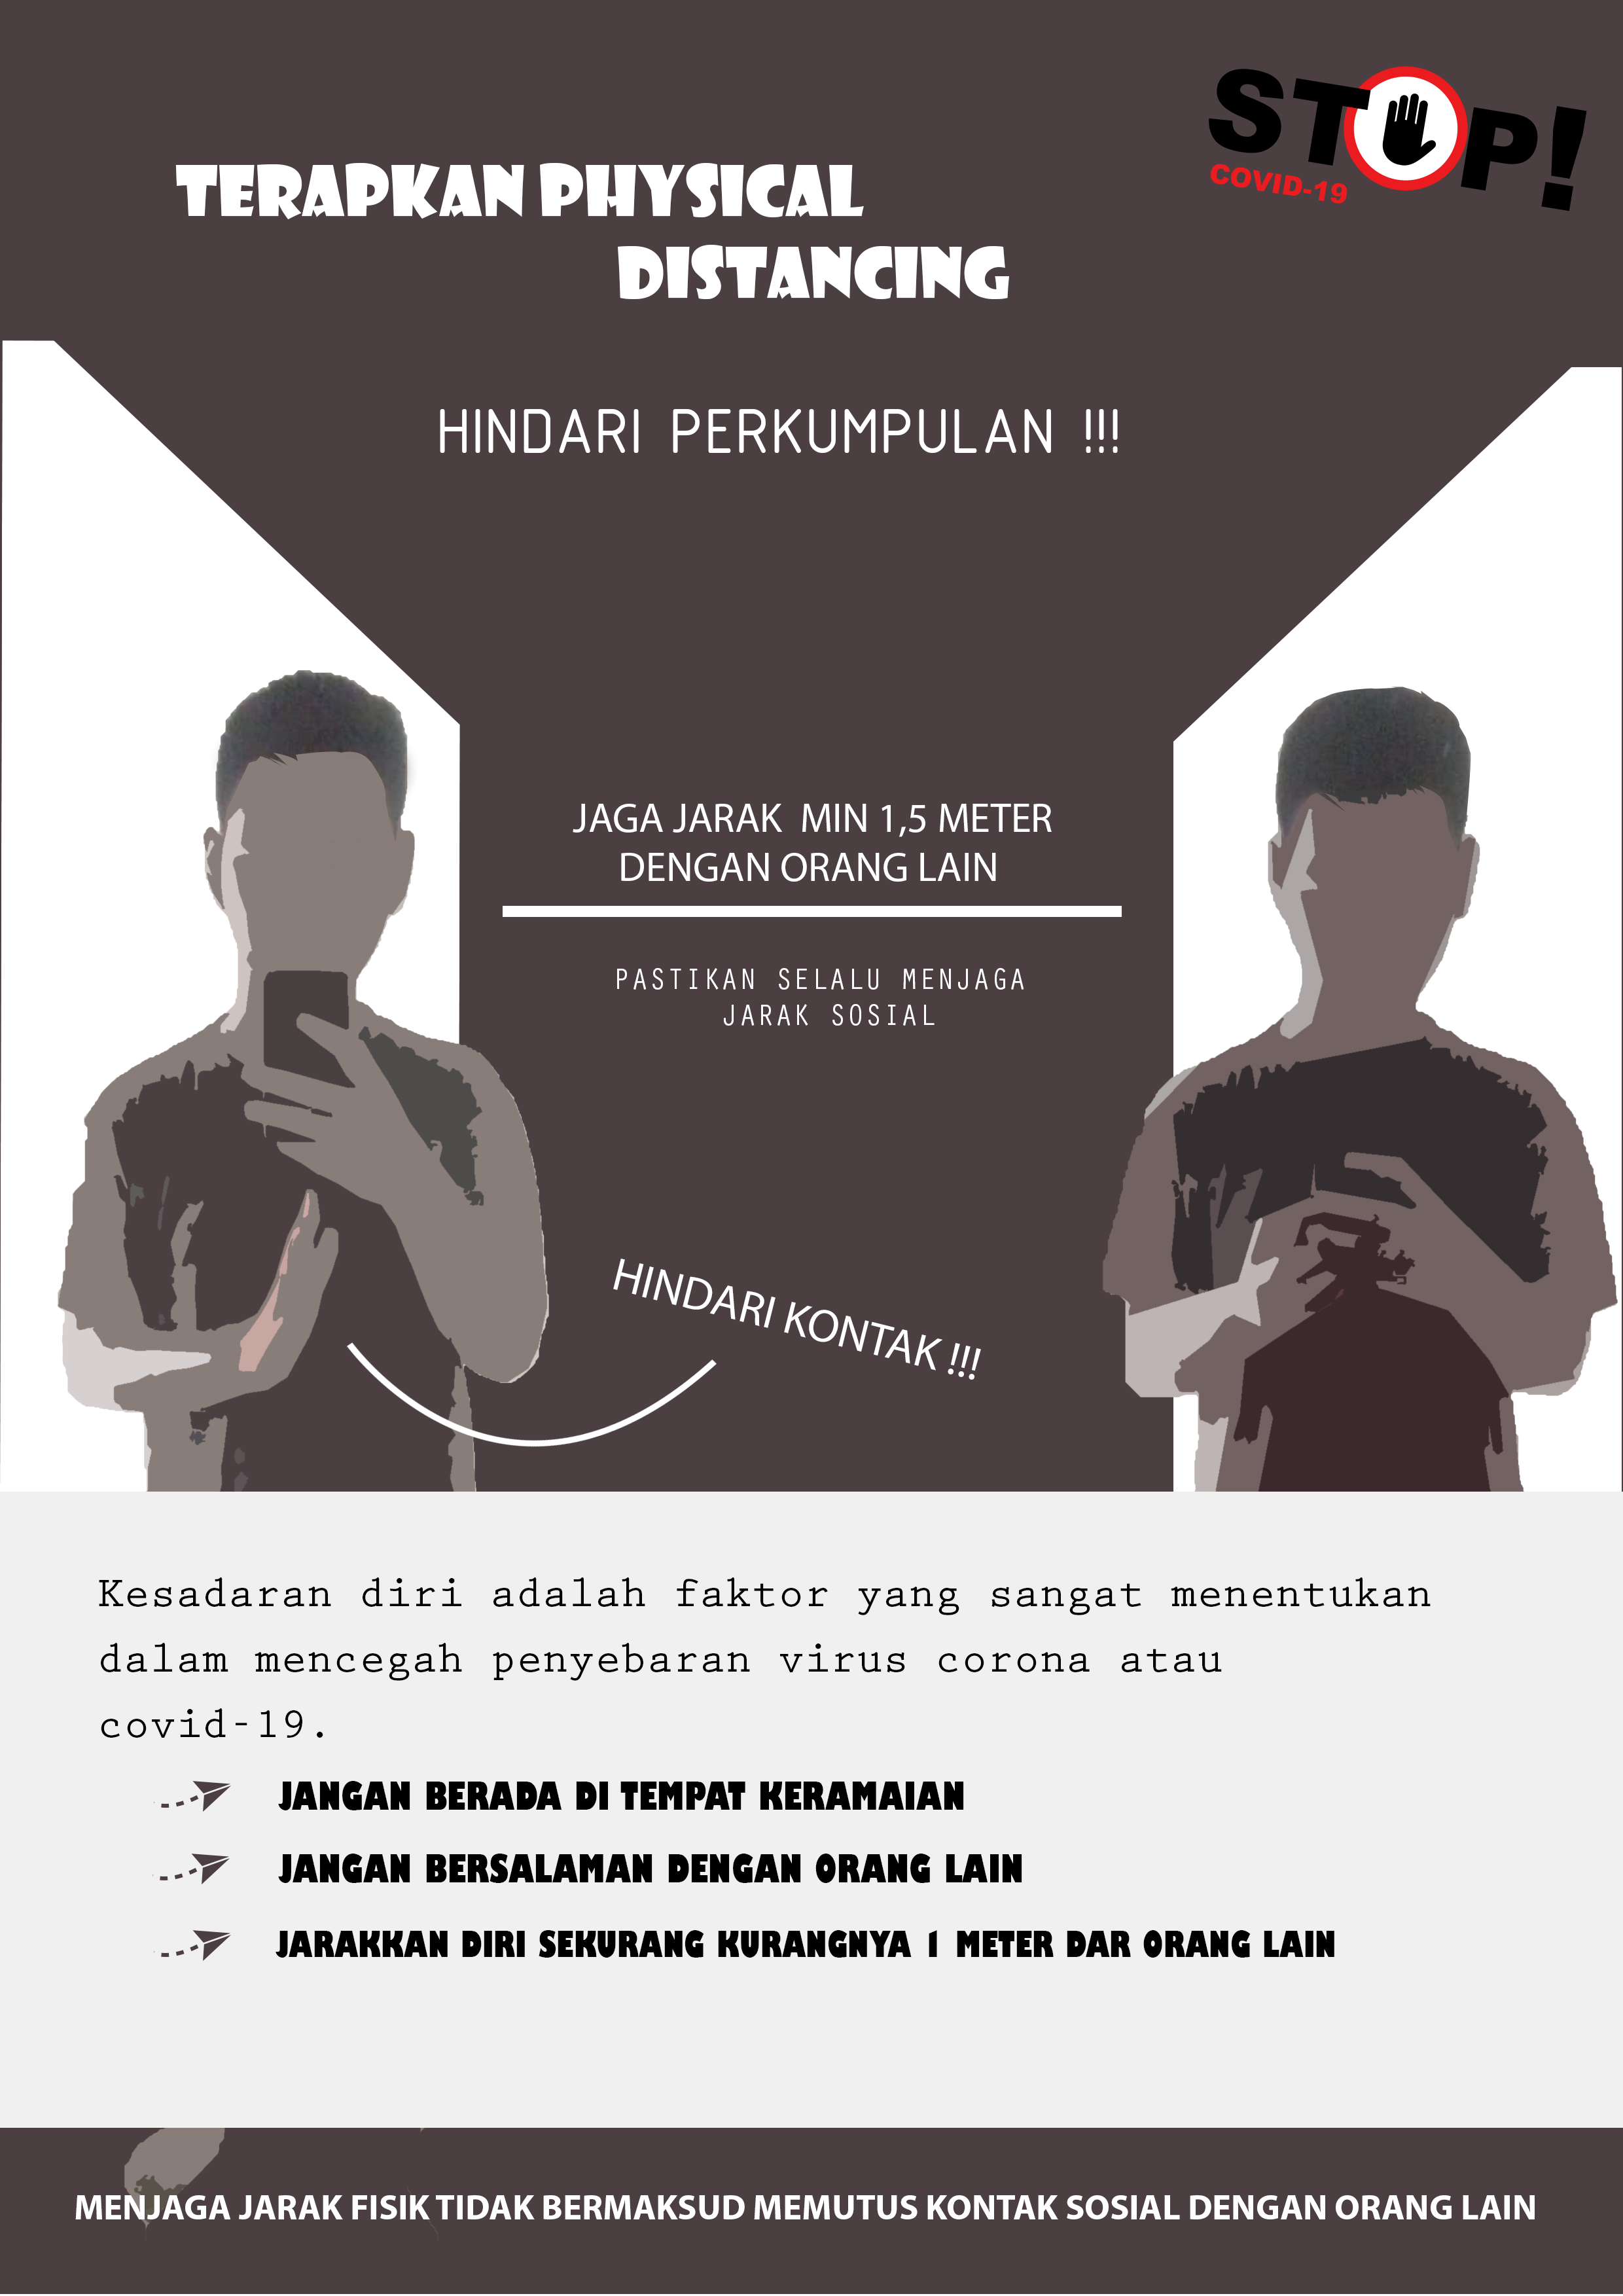 STOP!
COVID-19
TERAPKAN PHYSICAL
DISTANCING
HINDARI PERKUMPULAN !!!
JAGA JARAK MIN 1,5 METER
DENGAN ORANG LAIN
PASTIKAN SELALU MENJAGA
JARAK SOSIAL
HINDARI KONTAK !!!
Kesadaran diri adalah faktor yang sangat menentukan
dalam mencegah penyebaran virus corona atau
covid-19.
JANGAN BERADA DI TEMPAT KERAMAIAN
JANGAN BERSALAMAN DENGAN ORANG LAIN
JARAKKAN DIRI SEKURANG KURANGNYA 1 METER DAR ORANG LAIN
MENJAGA JARAK FISIK TIDAK BERMAKSUD MEMUTUS KONTAK SOSIAL DENGAN ORANG LAIN